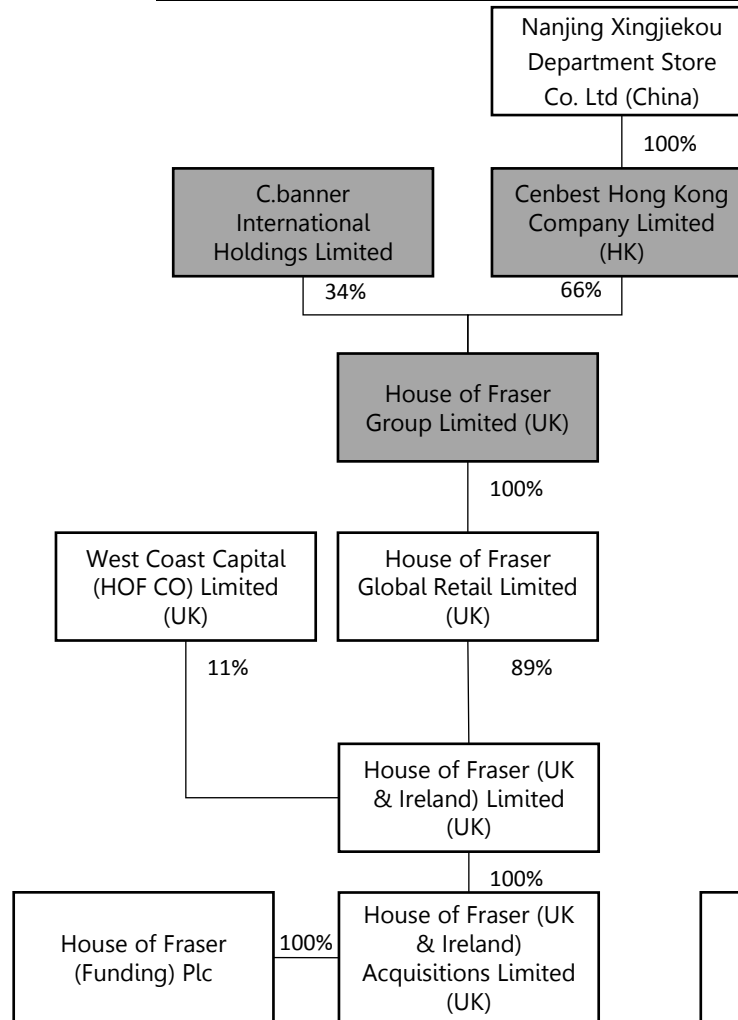 Nanjing Xingjiekou
Department Store
Co. Ltd (China)
100%
C.banner
International
Holdings Limited
Cenbest Hong Kong
Company Limited
(HK)
34%
66%
House of Fraser
Group Limited (UK)
100%
West Coast Capital
(HOF CO) Limited
(UK)
House of Fraser
Global Retail Limited
(UK)
11%
89%
House of Fraser (UK
& Ireland) Limited
(UK)
100%
House of Fraser
(Funding) Plc
100%
House of Fraser (UK
& Ireland)
Acquisitions Limited
(UK)